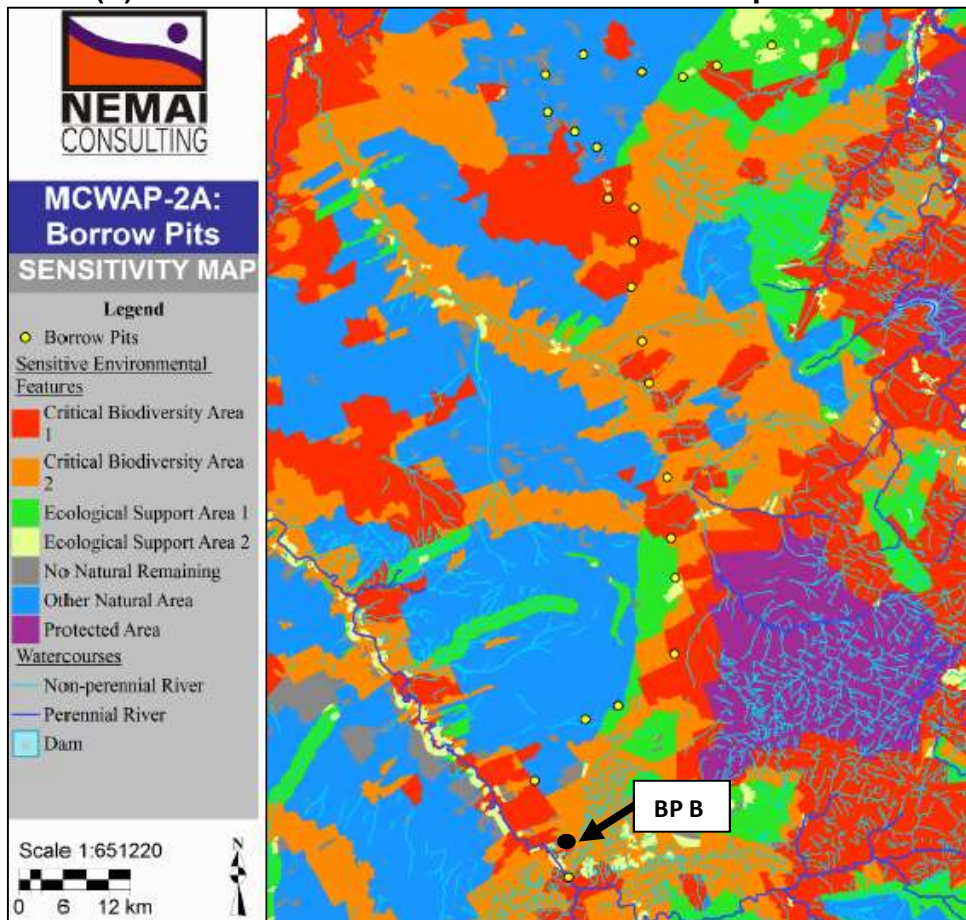 NEMAI
CONSULTING
MCWAP-2A:
Borrow Pits
SENSITIVITY MAP
Legend
Borrow Pits
Sensitive Environmental
Features
Critical Biodiversity Area
1
Critical Biodiversity Area
2
Ecological Support Area 1
Ecological Support Area 2
No Natural Remaining
Other Natural Area
Protected Area
Watercourses
Non-perennial River
Perennial River
Dam
Scale 1:651220
N
0 6 12 km
BP B